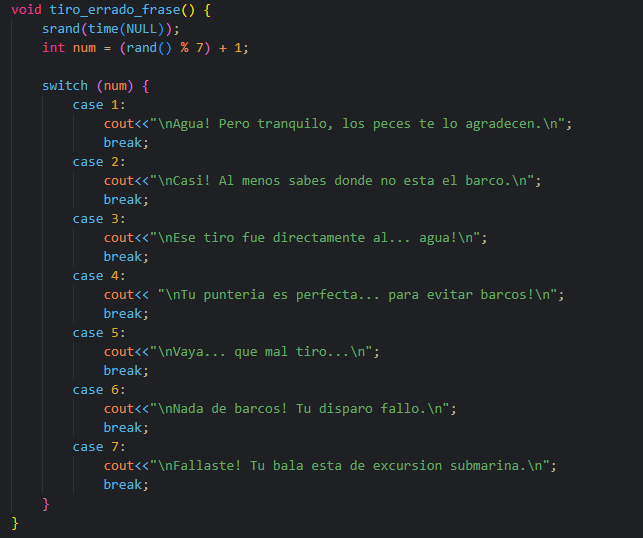 void tiro_errado_frase() {
    srand(time(NULL));
    int num = (rand() % 7) + 1;

    switch (num) {
        case 1:
            cout<<"\nAgua! Pero tranquilo, los peces te lo agradecen.\n";
            break;
        case 2:
            cout<<"\nCasi! Al menos sabes donde no esta el barco.\n";
            break;
        case 3:
            cout<<"\nEse tiro fue directamente al... agua!\n";
            break;
        case 4:
            cout<< "\nTu punteria es perfecta... para evitar barcos!\n";
            break;
        case 5:
            cout<<"\nVaya... que mal tiro...\n";
            break;
        case 6:
            cout<<"\nNada de barcos! Tu disparo fallo.\n";
            break;
        case 7:
            cout<<"\nFallaste! Tu bala esta de excursion submarina.\n";
            break;
    }
}